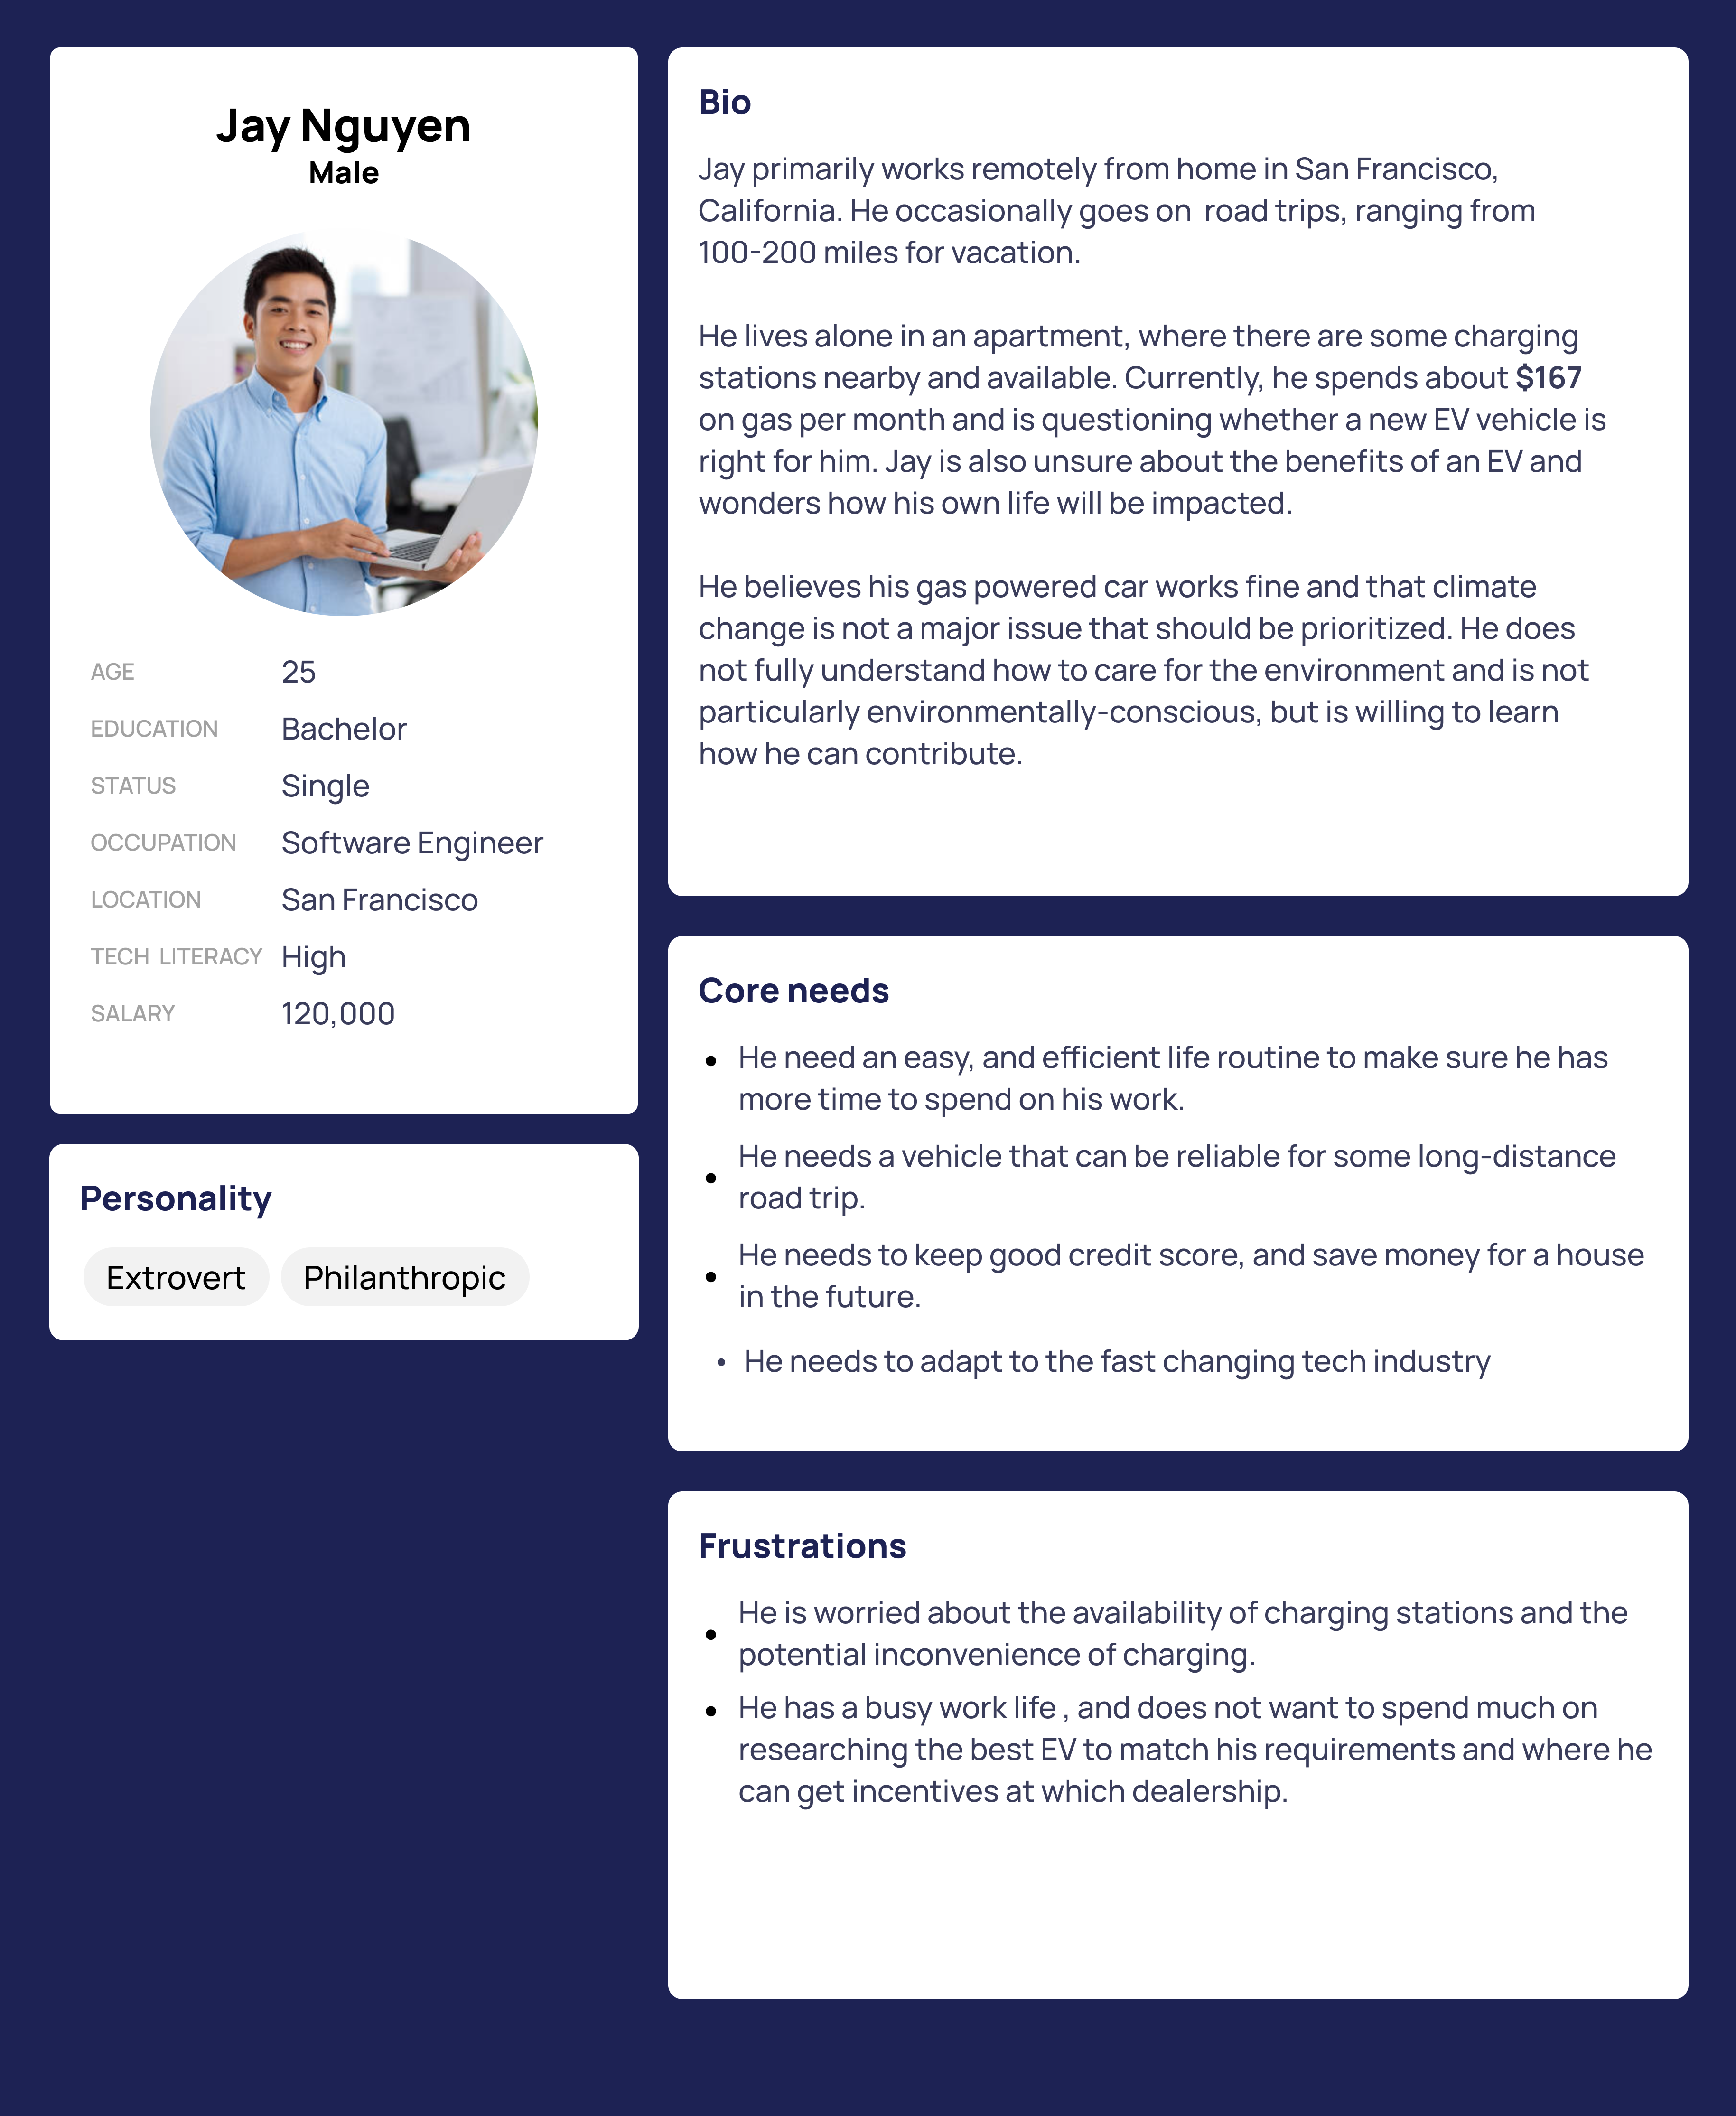 Jay Nguyen
Male
AGE 25
EDUCATION Bachelor
STATUS Single
OCCUPATION Software Engineer
LOCATION San Francisco
TECH LITERACY High
SALARY 120,000
Personality
Extrovert Philanthropic
Bio
Jay primarily works remotely from home in San Francisco,
California. He occasionally goes on road trips, ranging from
100-200 miles for vacation.
He lives alone in an apartment, where there are some charging
stations nearby and available. Currently, he spends about $167
on gas per month and is questioning whether a new EV vehicle is
right for him. Jay is also unsure about the benefits of an EV and
wonders how his own life will be impacted.
He believes his gas powered car works fine and that climate
change is not a major issue that should be prioritized. He does
not fully understand how to care for the environment and is not
particularly environmentally-conscious, but is willing to learn
how he can contribute.
Core needs
• He need an easy, and efficient life routine to make sure he has
more time to spend on his work.
• He needs a vehicle that can be reliable for some long-distance
road trip.
• He needs to keep good credit score, and save money for a house
in the future.
• He needs to adapt to the fast changing tech industry
Frustrations
• He is worried about the availability of charging stations and the
potential inconvenience of charging.
• He has a busy work life , and does not want to spend much on
researching the best EV to match his requirements and where he
can get incentives at which dealership.